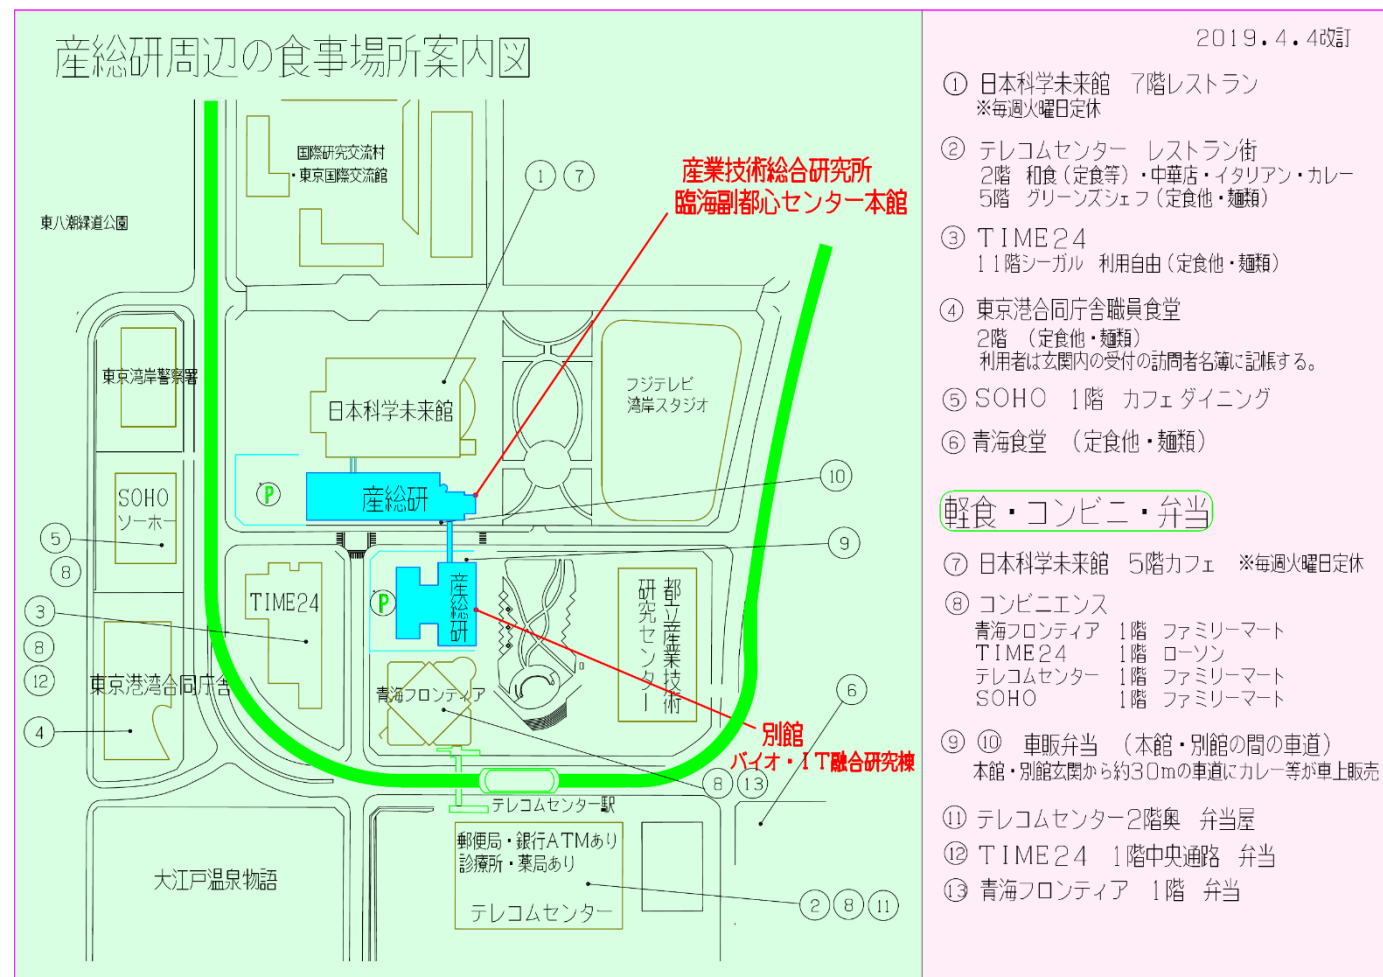 産総研周辺の食事場所案内図
国際研究交流村
・東京国際交流館
東八潮緑道公園
① ⑦
産業技術総合研究所
臨海副都心センター本館
東京湾岸警察署
日本科学未来館
フジテレビ
湾岸スタジオ
P
産総研
⑩
SOHO
ソーホー
⑤
⑧
⑨
TIME24
P
産総研
都立産業技術
研究センター
③
⑧
⑫
東京港湾合同庁舎
④
青海フロンティア
⑥
別館
バイオ・IT融合研究棟
⑧ ⑬
テレコムセンター駅
郵便局・銀行ATMあり
診療所・薬局あり
テレコムセンター
② ⑧ ⑪
大江戸温泉物語
2019.4.4改訂
① 日本科学未来館 7階レストラン
※毎週火曜日定休
② テレコムセンター レストラン街
2階 和食(定食等)・中華店・イタリアン・カレー
5階 グリーンズシェフ(定食他・麺類)
③ TIME24
11階シーガル 利用自由(定食他・麺類)
④ 東京港合同庁舎職員食堂
2階 (定食他・麺類)
利用者は玄関内の受付の訪問者名簿に記帳する。
⑤ SOHO 1階 カフェダイニング
⑥ 青海食堂 (定食他・麺類)
軽食・コンビニ・弁当
⑦ 日本科学未来館 5階カフェ ※毎週火曜日定休
⑧ コンビニエンス
青海フロンティア 1階 ファミリーマート
TIME24 1階 ローソン
テレコムセンター 1階 ファミリーマート
SOHO 1階 ファミリーマート
⑨ ⑩ 車販弁当 (本館・別館の間の車道)
本館・別館玄関から約30mの車道にカレー等が車上販売
⑪ テレコムセンター2階奥 弁当屋
⑫ TIME24 1階中央通路 弁当
⑬ 青海フロンティア 1階 弁当